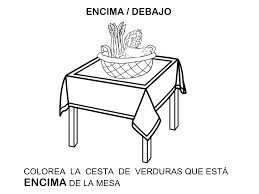 ENCIMA / DEBAJO
COLOREA LA CESTA DE VERDURAS QUE ESTÁ
ENCIMA DE LA MESA